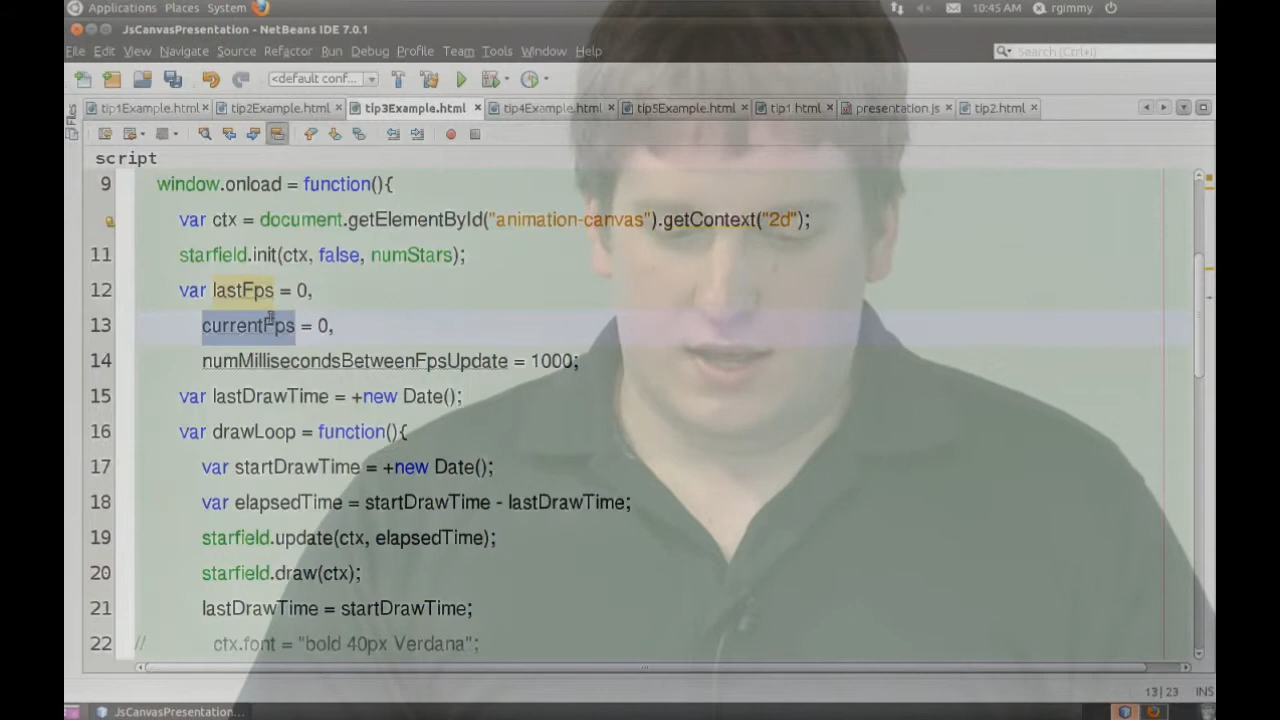 Applications Places System 10:45 AM rgimmy
JsCanvasPresentation - NetBeans IDE 7.0.1
File Edit View Navigate Source Refactor Run Debug Profile Team Tools Window Help Search (Ctrl+I)
<default conf...
Files tip1Example.html tip2Example.html tip3Example.html tip4Example.html tip5Example.html tip1.html presentation.js tip2.html
script
9 window.onload = function(){
var ctx = document.getElementById("animation-canvas").getContext("2d");
11 starfield.init(ctx, false, numStars);
12 var lastFps = 0,
13 currentFps = 0,
14 numMillisecondsBetweenFpsUpdate = 1000;
15 var lastDrawTime = +new Date();
16 var drawLoop = function(){
17 var startDrawTime = +new Date();
18 var elapsedTime = startDrawTime - lastDrawTime;
19 starfield.update(ctx, elapsedTime);
20 starfield.draw(ctx);
21 lastDrawTime = startDrawTime;
22 // ctx.font = "bold 40px Verdana";
13|23 INS
JsCanvasPresentation...